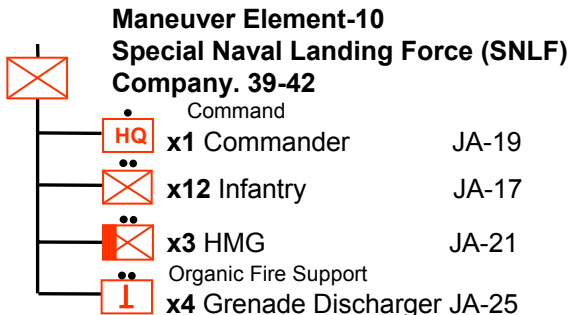 Maneuver Element-10
Special Naval Landing Force (SNLF)
Company. 39-42
Command
HQ x1 Commander JA-19
x12 Infantry JA-17
x3 HMG JA-21
Organic Fire Support
x4 Grenade Discharger JA-25